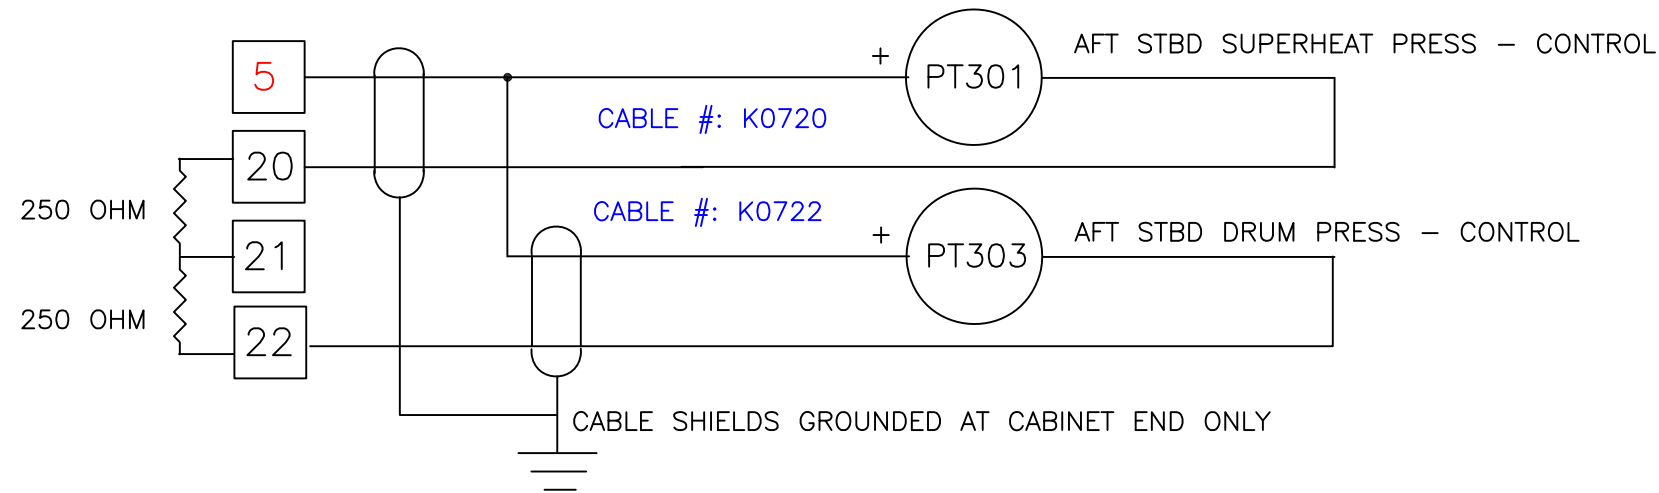 5
+
PT301
AFT STBD SUPERHEAT PRESS - CONTROL
CABLE #: K0720
20
250 OHM
CABLE #: K0722
+
PT303
AFT STBD DRUM PRESS - CONTROL
21
250 OHM
22
CABLE SHIELDS GROUNDED AT CABINET END ONLY